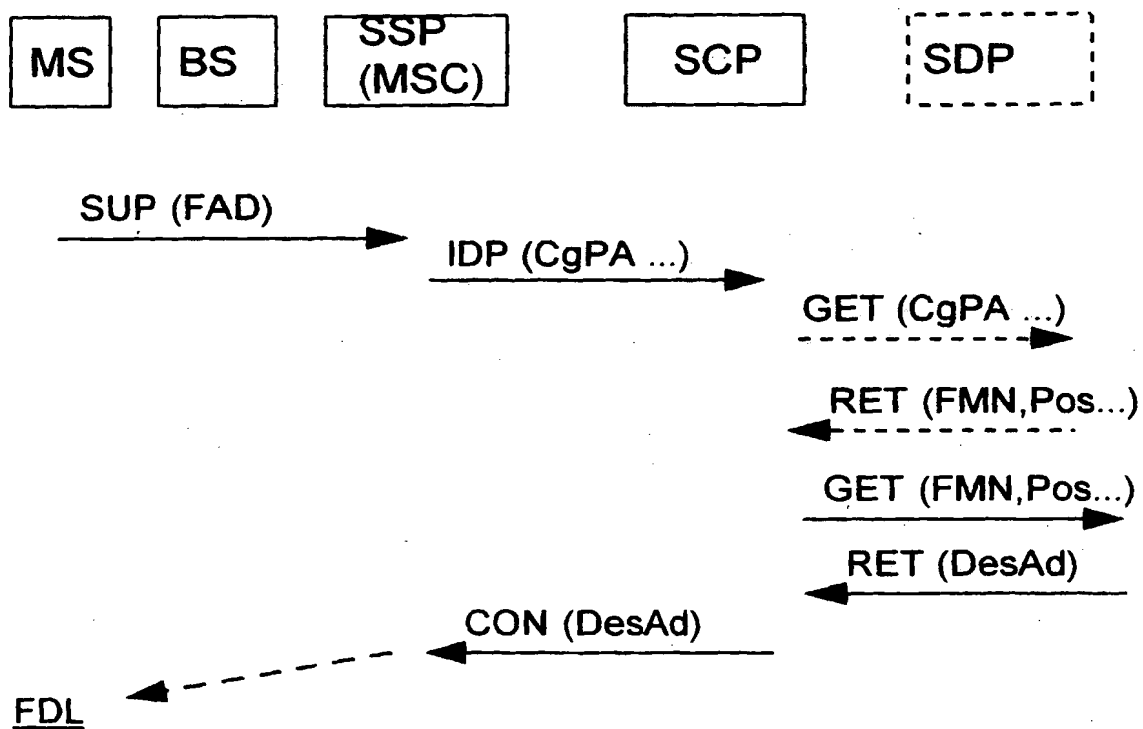 MS
BS
SSP
(MSC)
SCP
SDP
SUP (FAD)
IDP (CgPA ...)
GET (CgPA ...)
RET (FMN,Pos...)
GET (FMN,Pos...)
RET (DesAd)
CON (DesAd)
FDL